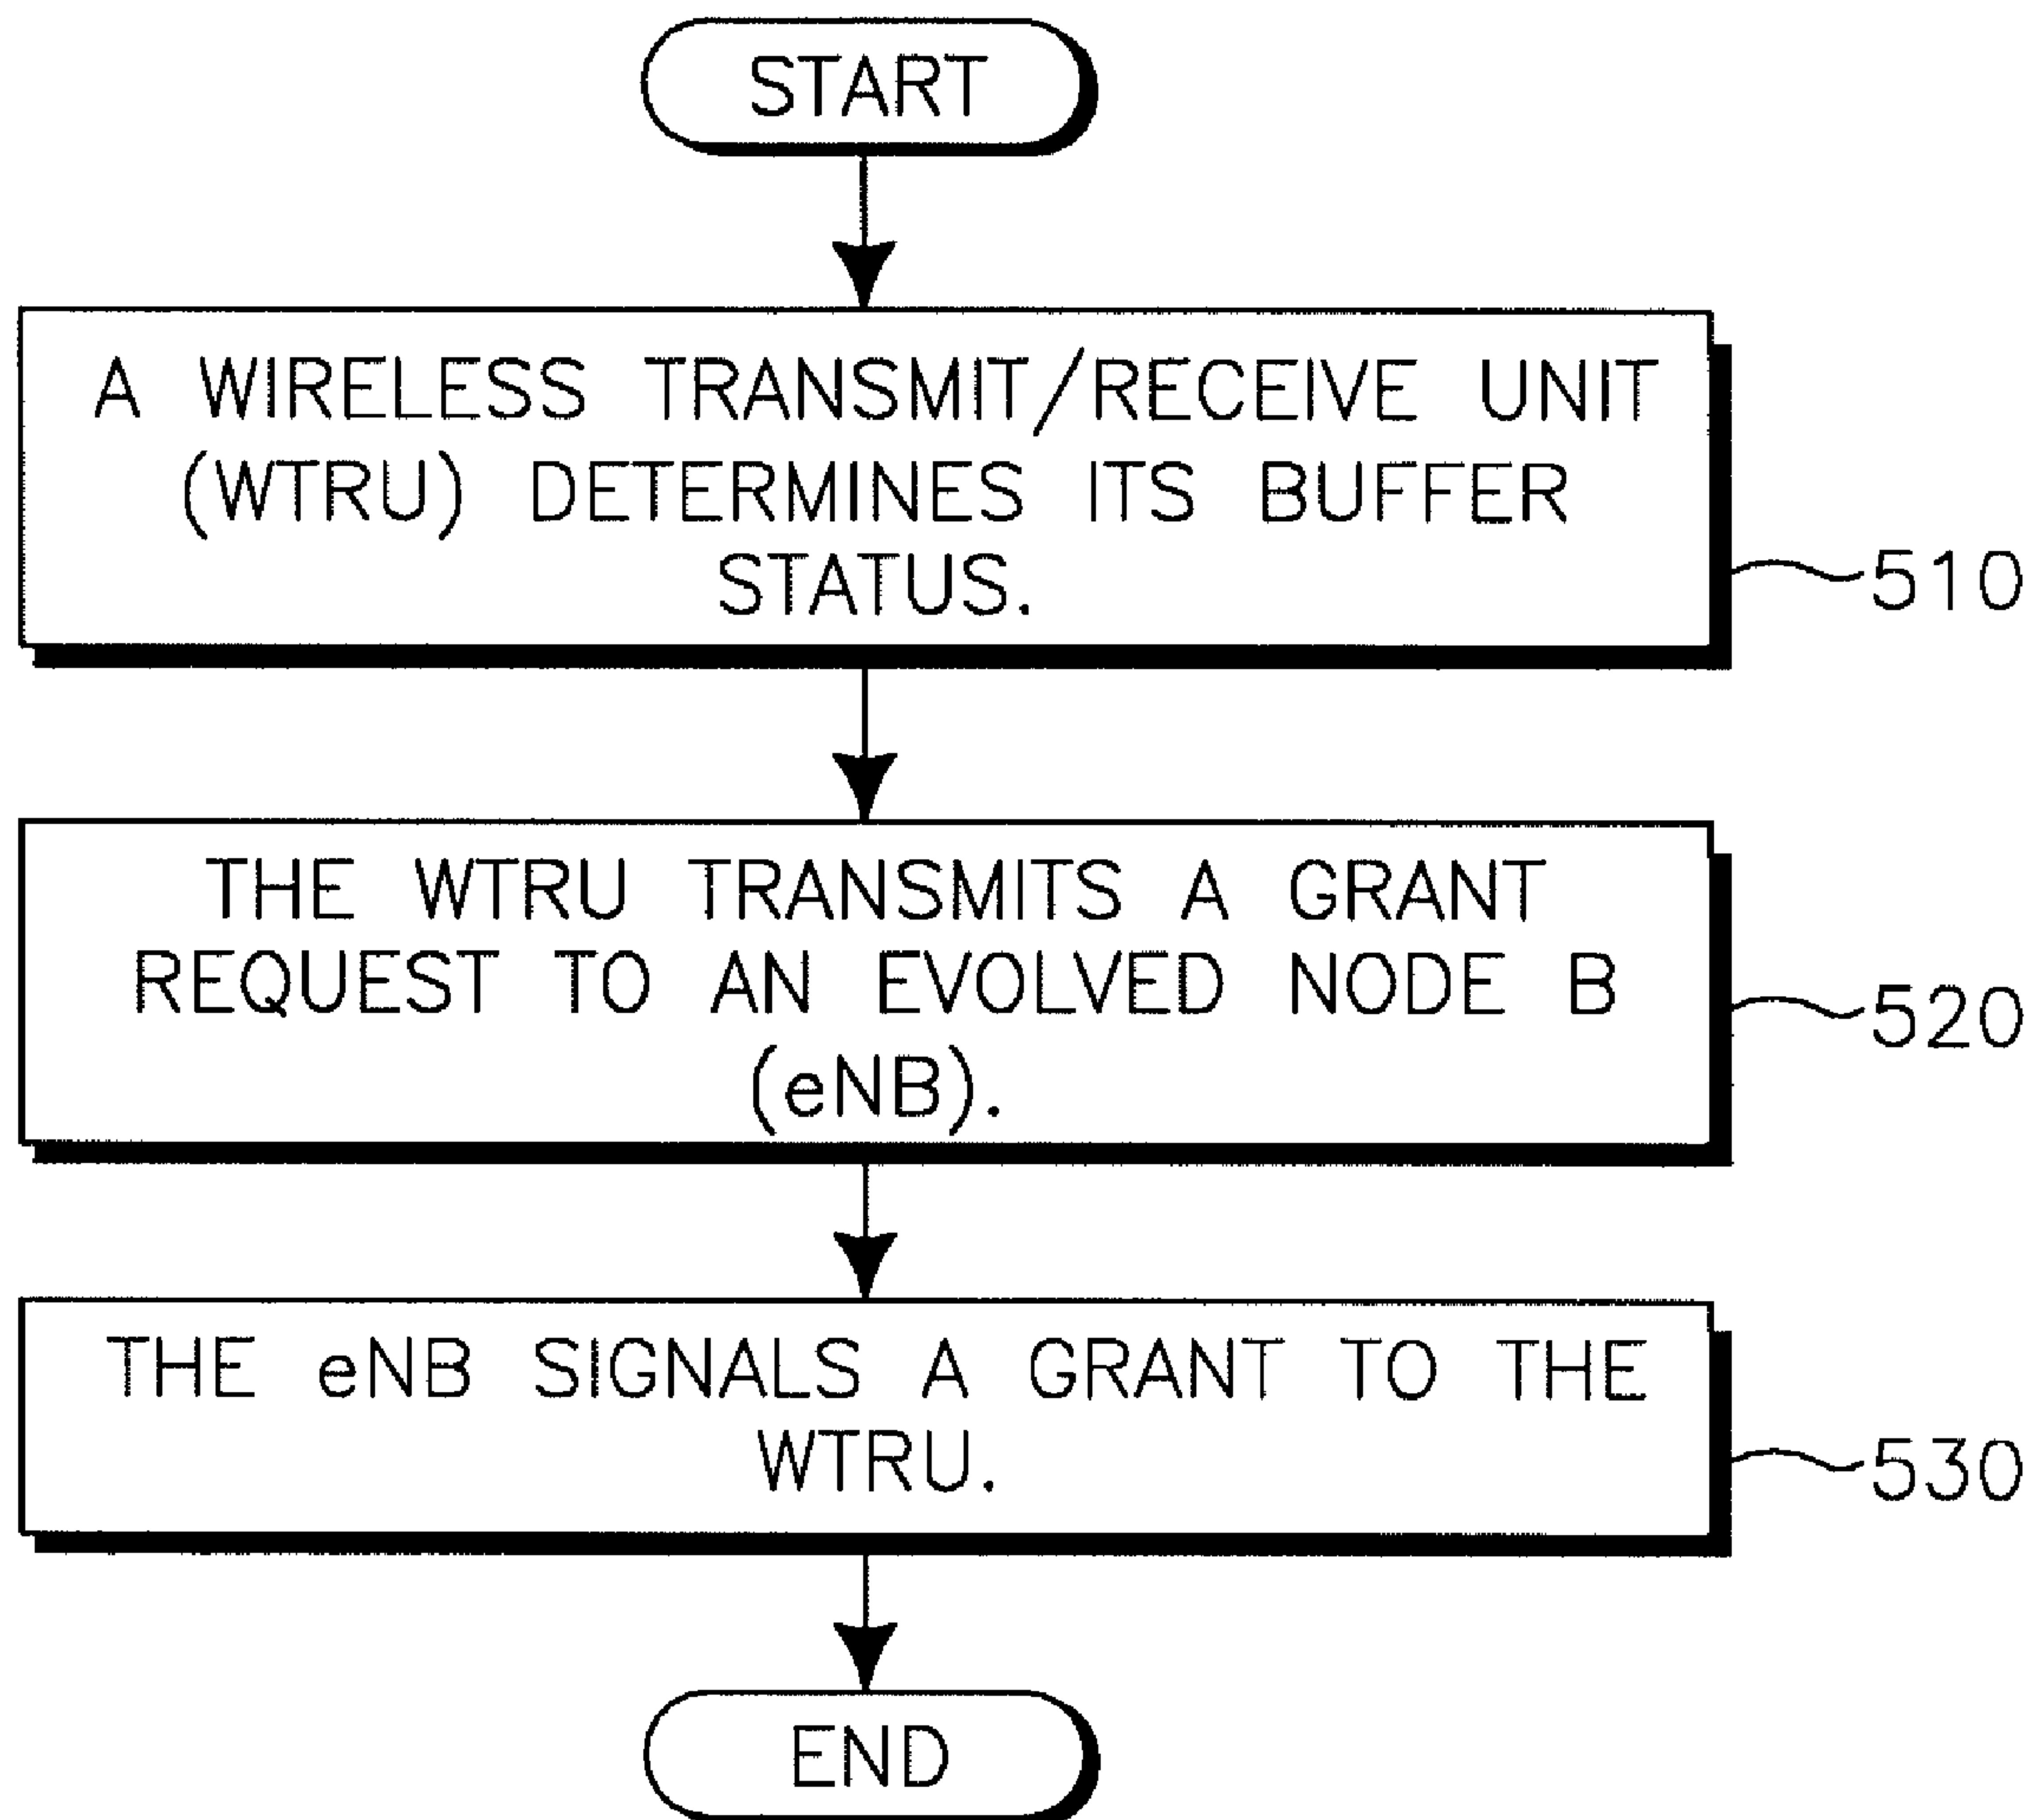 START
A WIRELESS TRANSMIT/RECEIVE UNIT
(WTRU) DETERMINES ITS BUFFER
STATUS.
510
THE WTRU TRANSMITS A GRANT
REQUEST TO AN EVOLVED NODE B
(eNB).
520
THE eNB SIGNALS A GRANT TO THE
WTRU.
530
END